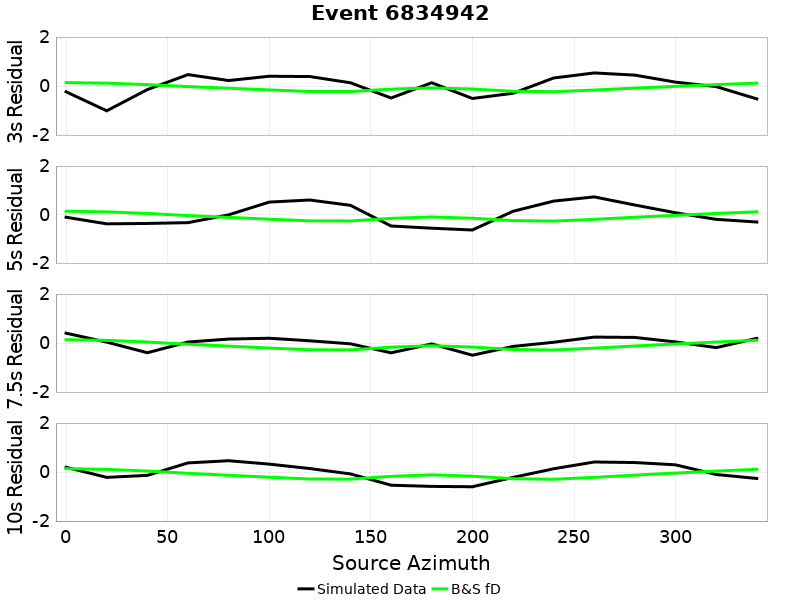 Event 6834942
3s Residual
2
0
-2
5s Residual
2
0
-2
7.5s Residual
2
0
-2
10s Residual
2
0
-2
0 50 100 150 200 250 300
Source Azimuth
Simulated Data B&S fD